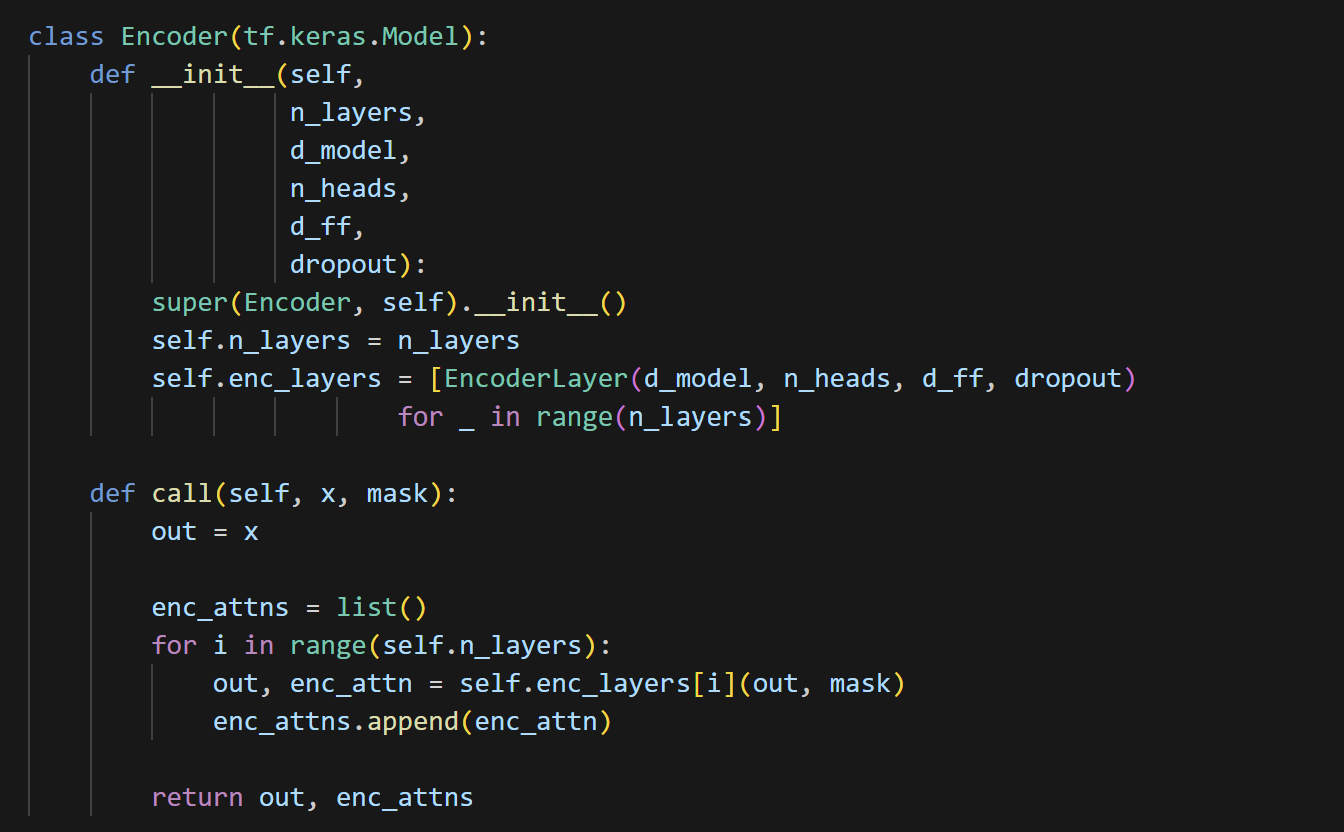 class Encoder(tf.keras.Model):
    def __init__(self,
                 n_layers,
                 d_model,
                 n_heads,
                 d_ff,
                 dropout):
        super(Encoder, self).__init__()
        self.n_layers = n_layers
        self.enc_layers = [EncoderLayer(d_model, n_heads, d_ff, dropout)
                        for _ in range(n_layers)]
    def call(self, x, mask):
        out = x
        enc_attns = list()
        for i in range(self.n_layers):
            out, enc_attn = self.enc_layers[i](out, mask)
            enc_attns.append(enc_attn)
        return out, enc_attns